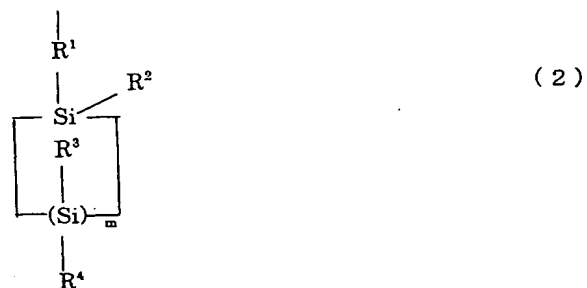 R¹
R²
(2)
Si
R³
(Si)m
R⁴